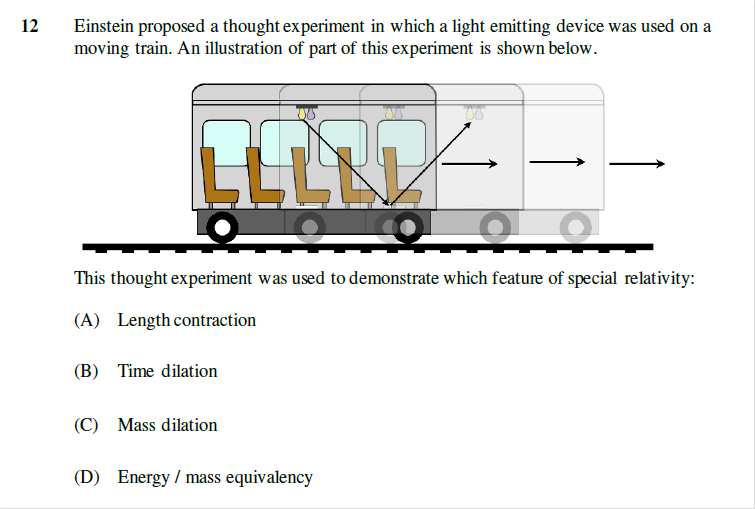 12 Einstein proposed a thought experiment in which a light emitting device was used on a
moving train. An illustration of part of this experiment is shown below.
This thought experiment was used to demonstrate which feature of special relativity:
(A) Length contraction
(B) Time dilation
(C) Mass dilation
(D) Energy / mass equivalency